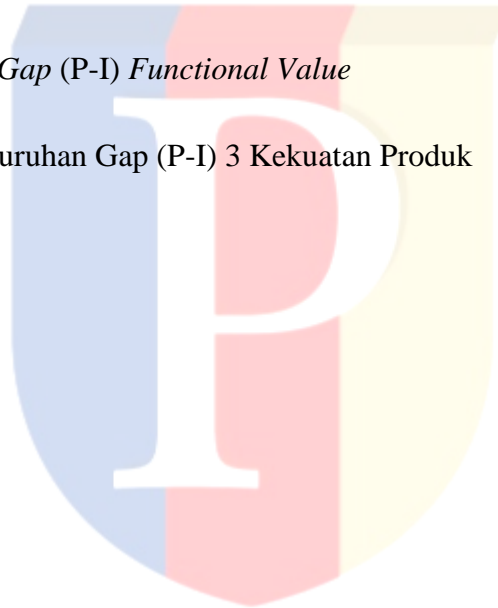 Gap (P-I) Functional Value
uruhan Gap (P-I) 3 Kekuatan Produk
P